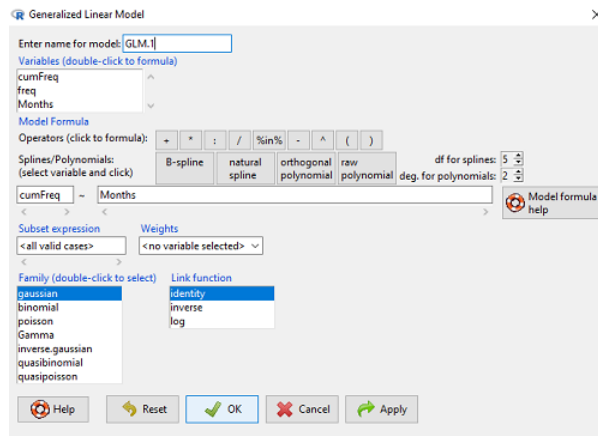 Generalized Linear Model
Enter name for model: GLM.1
Variables (double-click to formula)
cumFreq
freq
Months
Model Formula
Operators (click to formula): + * : / %in% - ^ ( )
Splines/Polynomials:
(select variable and click)
B-spline
natural
spline
orthogonal
polynomial
raw
polynomial
df for splines: 5
deg. for polynomials: 2
cumFreq ~ Months
Model formula
help
Subset expression Weights
<all valid cases> <no variable selected>
Family (double-click to select) Link function
gaussian identity
binomial inverse
poisson log
Gamma
inverse.gaussian
quasibinomial
quasipoisson
Help Reset OK Cancel Apply